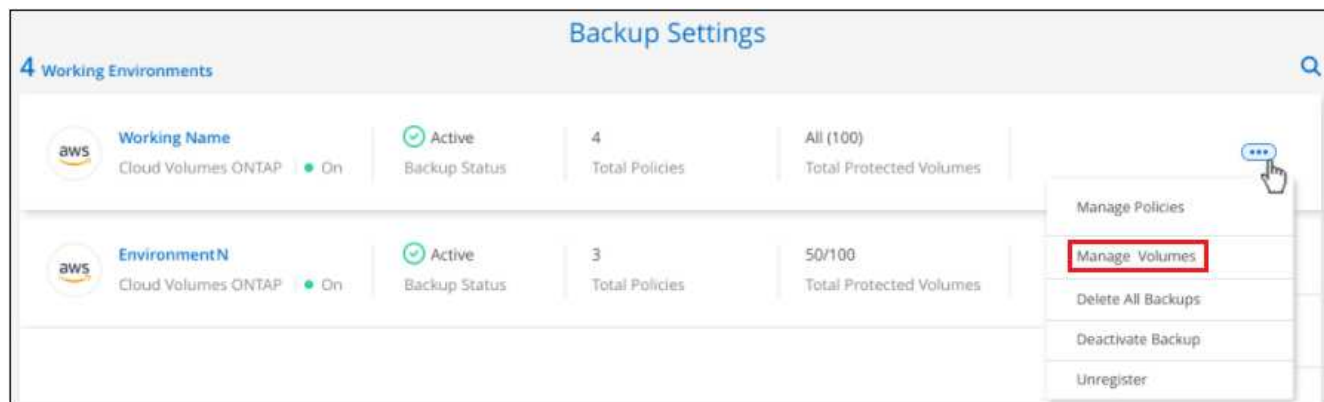 Backup Settings
4 Working Environments
aws
Working Name
Cloud Volumes ONTAP
On
Active
Backup Status
4
Total Policies
All (100)
Total Protected Volumes
aws
EnvironmentN
Cloud Volumes ONTAP
On
Active
Backup Status
3
Total Policies
50/100
Total Protected Volumes
Manage Policies
Manage Volumes
Delete All Backups
Deactivate Backup
Unregister